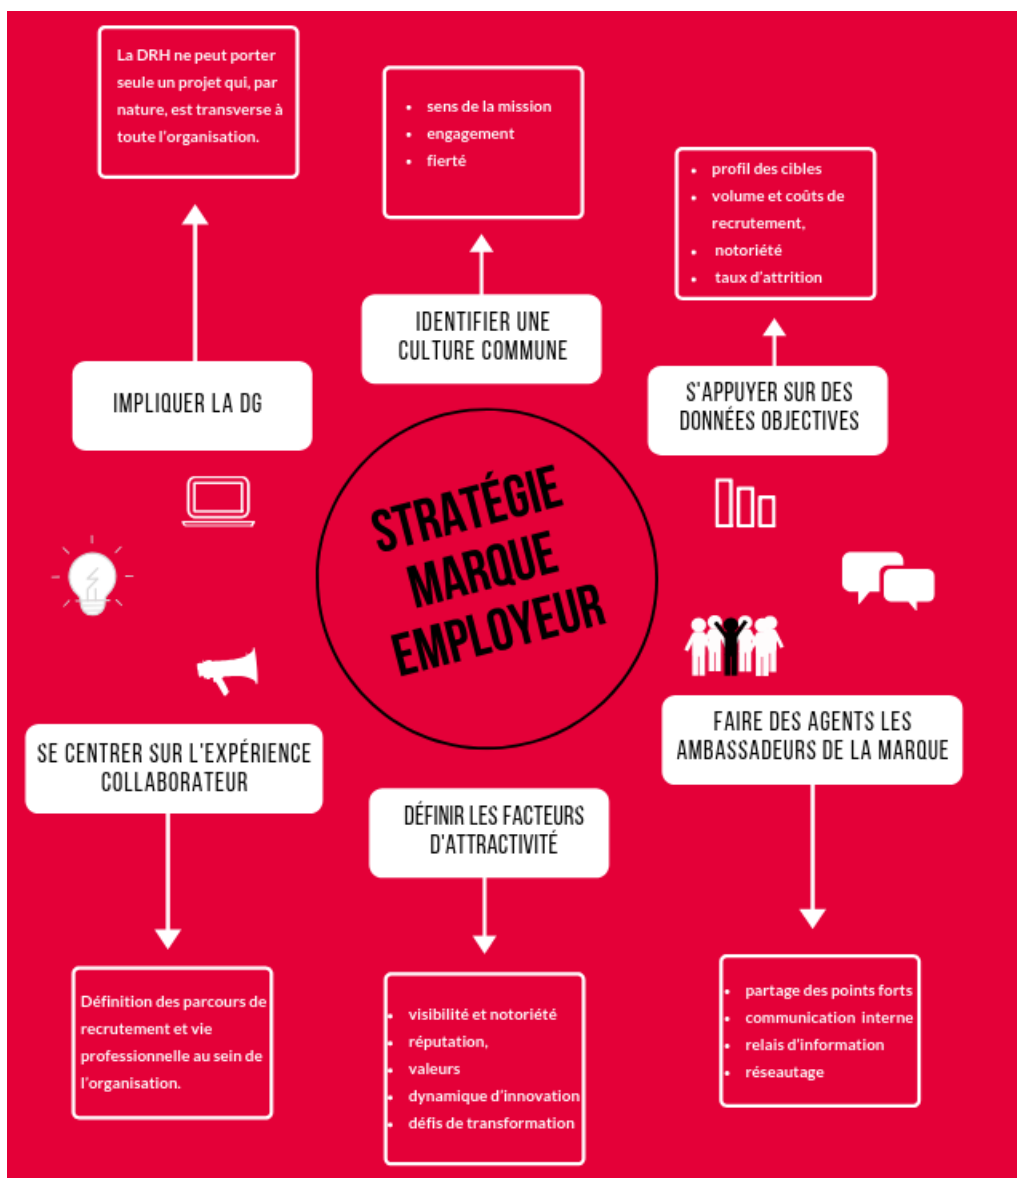 La DRH ne peut porter
seule un projet qui, par
nature, est transverse à
toute l'organisation.
• sens de la mission
• engagement
• fierté
• profil des cibles
• volume et coûts de
recrutement,
• notoriété
• taux d'attrition
IMPLIQUER LA DG
IDENTIFIER UNE
CULTURE COMMUNE
S'APPUYER SUR DES
DONNÉES OBJECTIVES
STRATÉGIE
MARQUE
EMPLOYEUR
SE CENTRER SUR L'EXPÉRIENCE
COLLABORATEUR
DÉFINIR LES FACTEURS
D'ATTRACTIVITÉ
FAIRE DES AGENTS LES
AMBASSADEURS DE LA MARQUE
Définition des parcours de
recrutement et vie
professionnelle au sein de
l'organisation.
• visibilité et notoriété
• réputation,
• valeurs
• dynamique d'innovation
• défis de transformation
• partage des points forts
• communication interne
• relais d'information
• réseautage